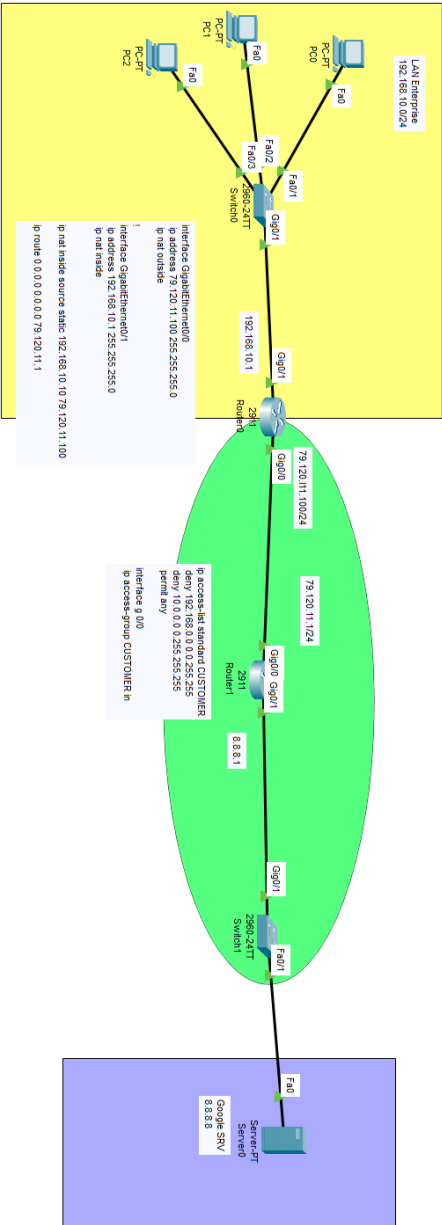 LAN Enterprise
192.168.10.0/24
PC-PT
PC0
Fa0
PC-PT
PC1
Fa0
PC-PT
PC2
Fa0
Fa0/1
Fa0/2
Fa0/3
2960-24TT
Switch0
Gig0/1
192.168.10.1
Gig0/1
2911
Router0
Gig0/0
79.120.l11.100/24
interface GigabitEthernet0/0
ip address 79.120.11.100 255.255.255.0
ip nat outside
!
interface GigabitEthernet0/1
ip address 192.168.10.1 255.255.255.0
ip nat inside
ip nat inside source static 192.168.10.10 79.120.11.100
ip route 0.0.0.0 0.0.0.0 79.120.11.1
79.120.11.1/24
Gig0/0
Gig0/1
2911
Router1
8.8.8.1
ip access-list standard CUSTOMER
deny 192.168.0.0 0.0.255.255
deny 10.0.0.0 0.255.255.255
permit any
interface g 0/0
ip access-group CUSTOMER in
Gig0/1
2960-24TT
Switch1
Fa0/1
Fa0
Server-PT
Server0
Google SRV
8.8.8.8